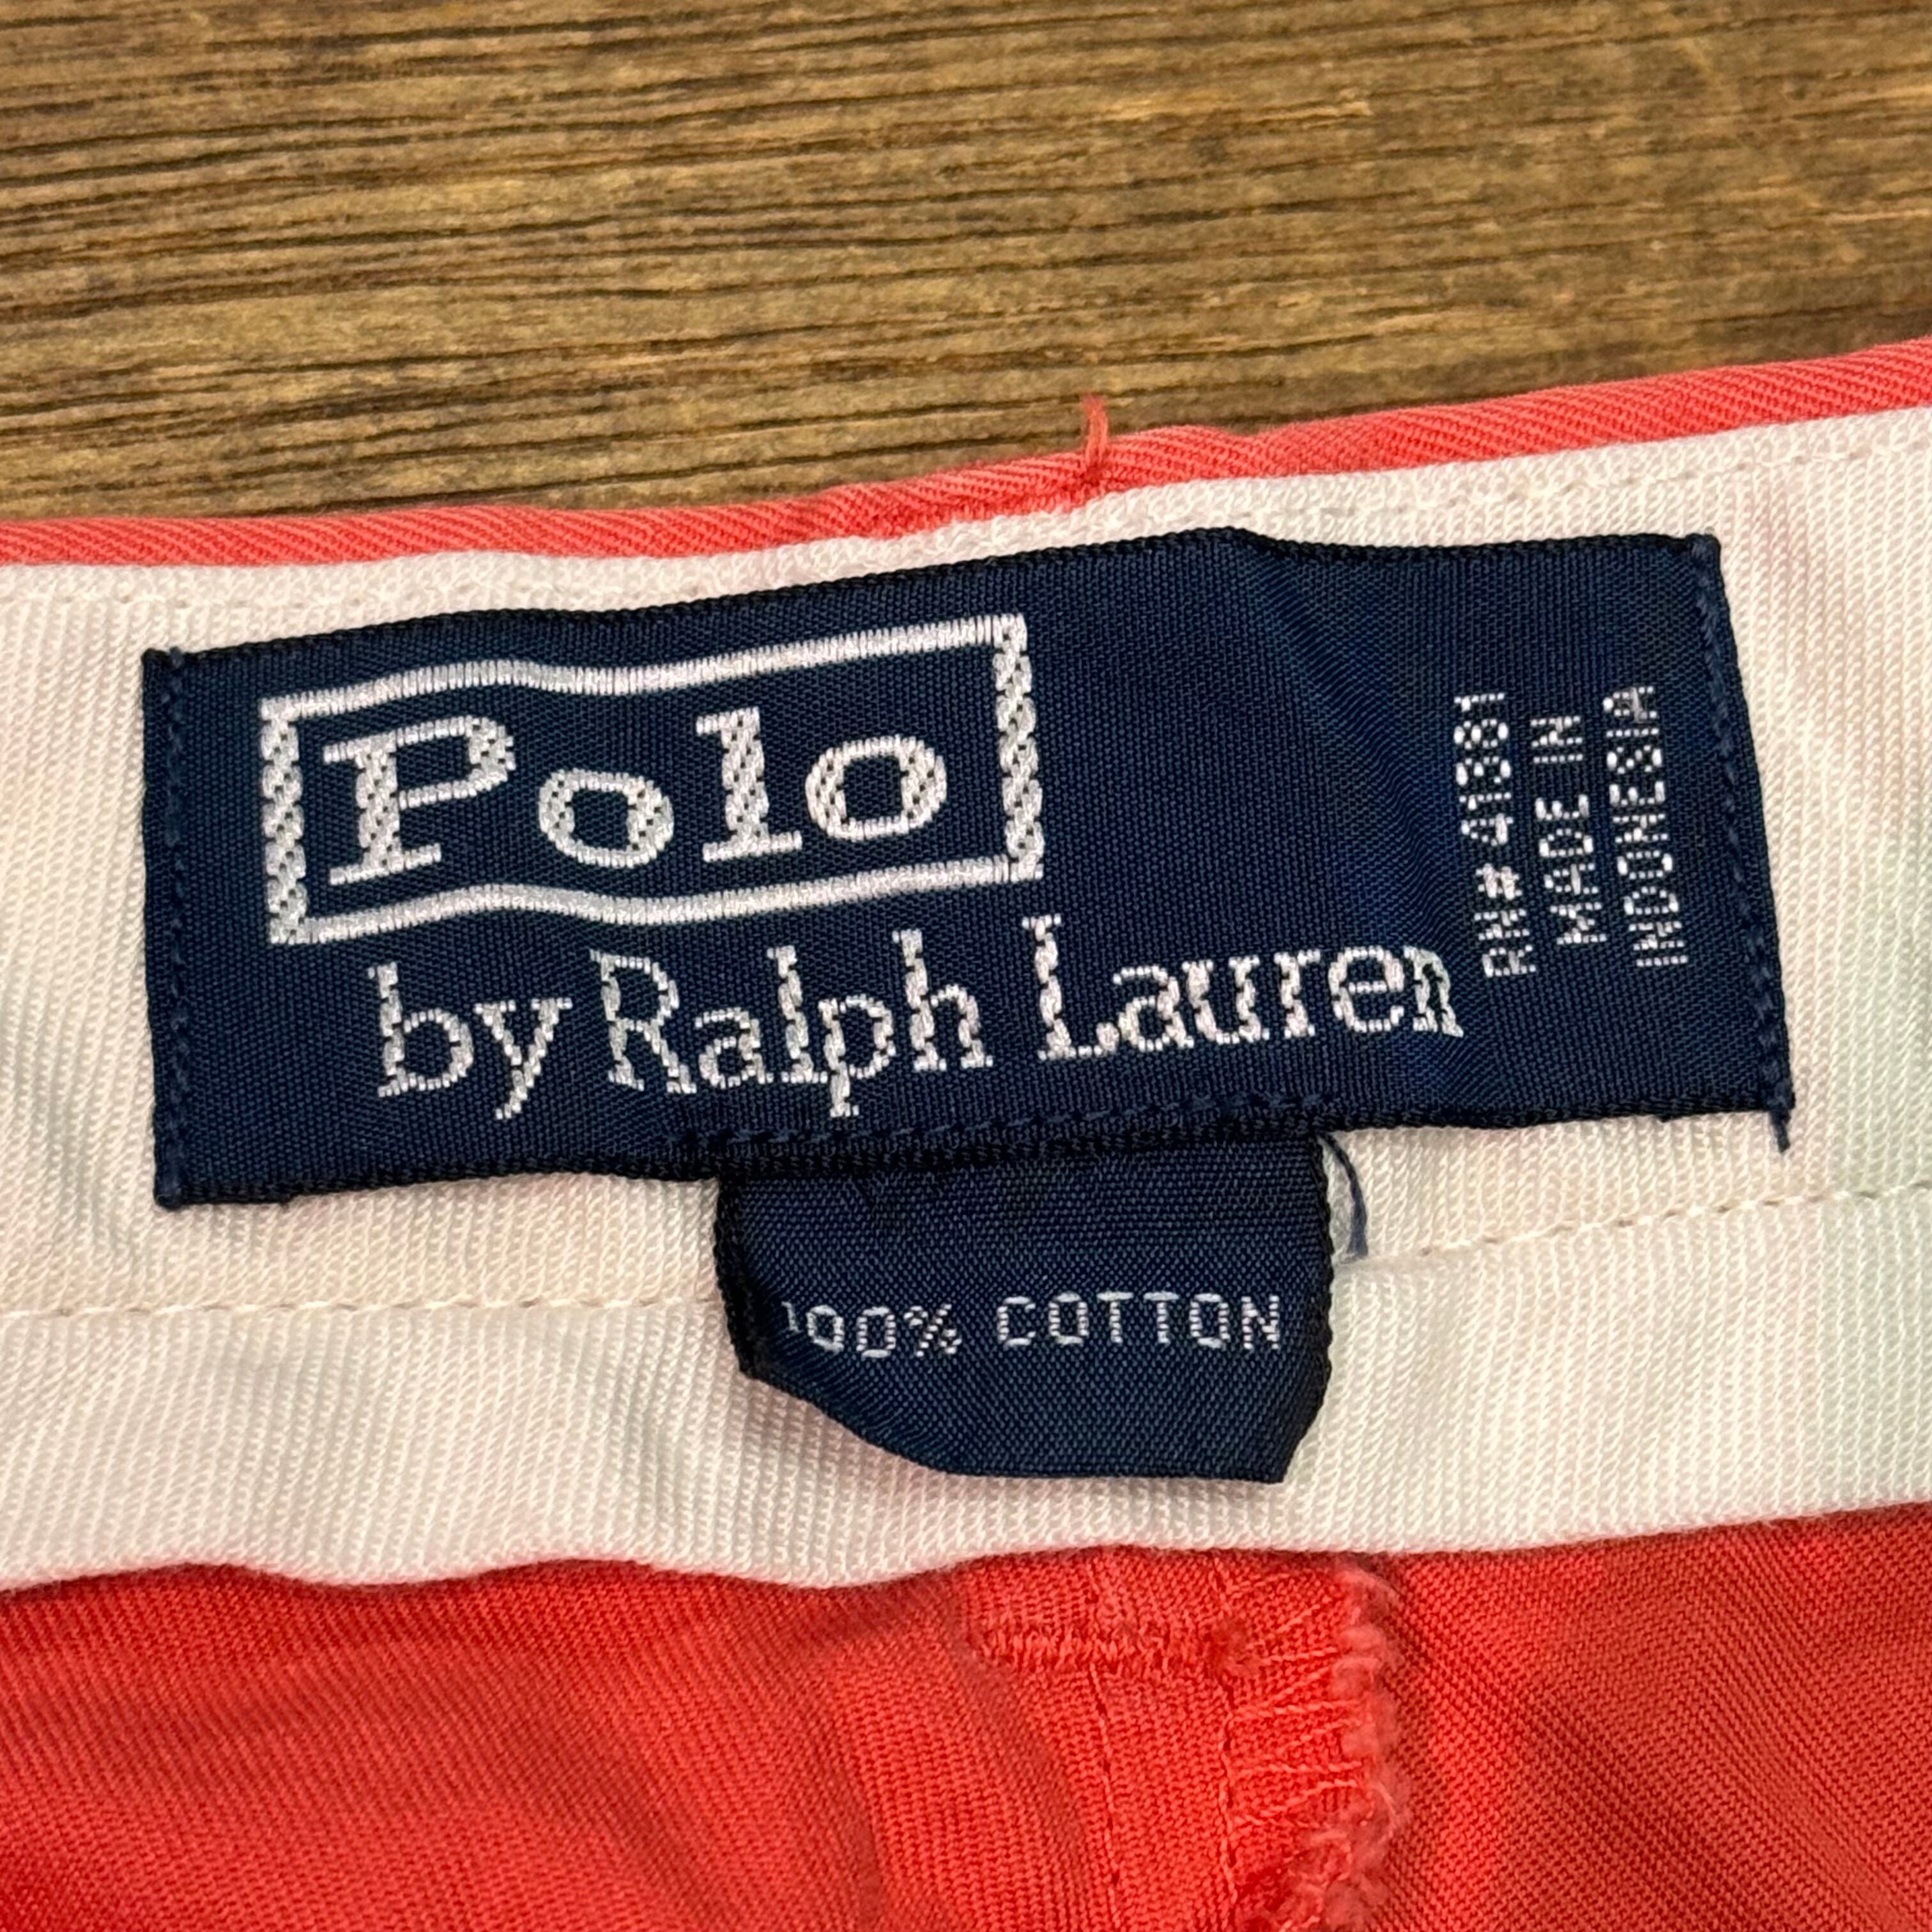 Polo
by Ralph Lauren
RN# 41381
MADE IN
INDONESIA
100% COTTON